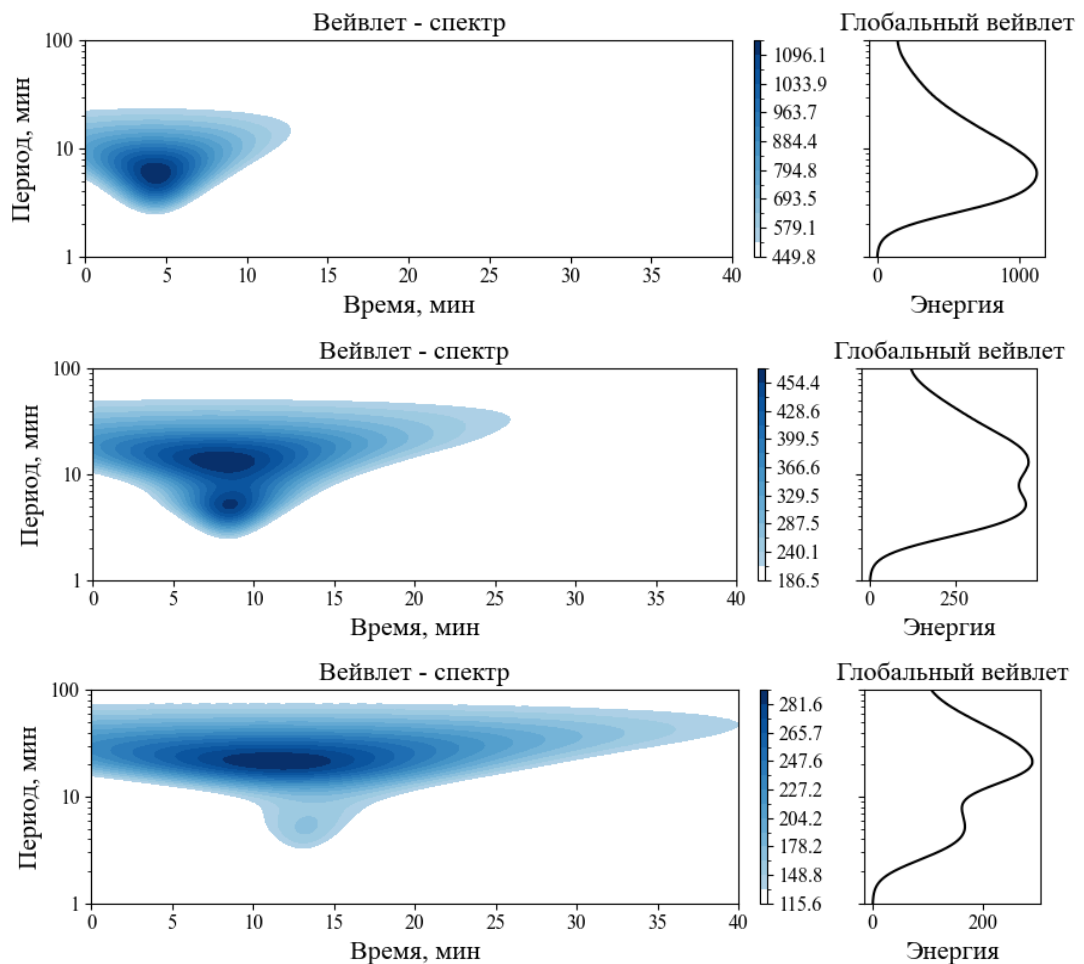 Вейвлет - спектр
Глобальный вейвлет
100
10
1
Период, мин
0 5 10 15 20 25 30 35 40
Время, мин
1096.1
1033.9
963.7
884.4
794.8
693.5
579.1
449.8
0 1000
Энергия
Вейвлет - спектр
Глобальный вейвлет
100
10
1
Период, мин
0 5 10 15 20 25 30 35 40
Время, мин
454.4
428.6
399.5
366.6
329.5
287.5
240.1
186.5
0 250
Энергия
Вейвлет - спектр
Глобальный вейвлет
100
10
1
Период, мин
0 5 10 15 20 25 30 35 40
Время, мин
281.6
265.7
247.6
227.2
204.2
178.2
148.8
115.6
0 200
Энергия